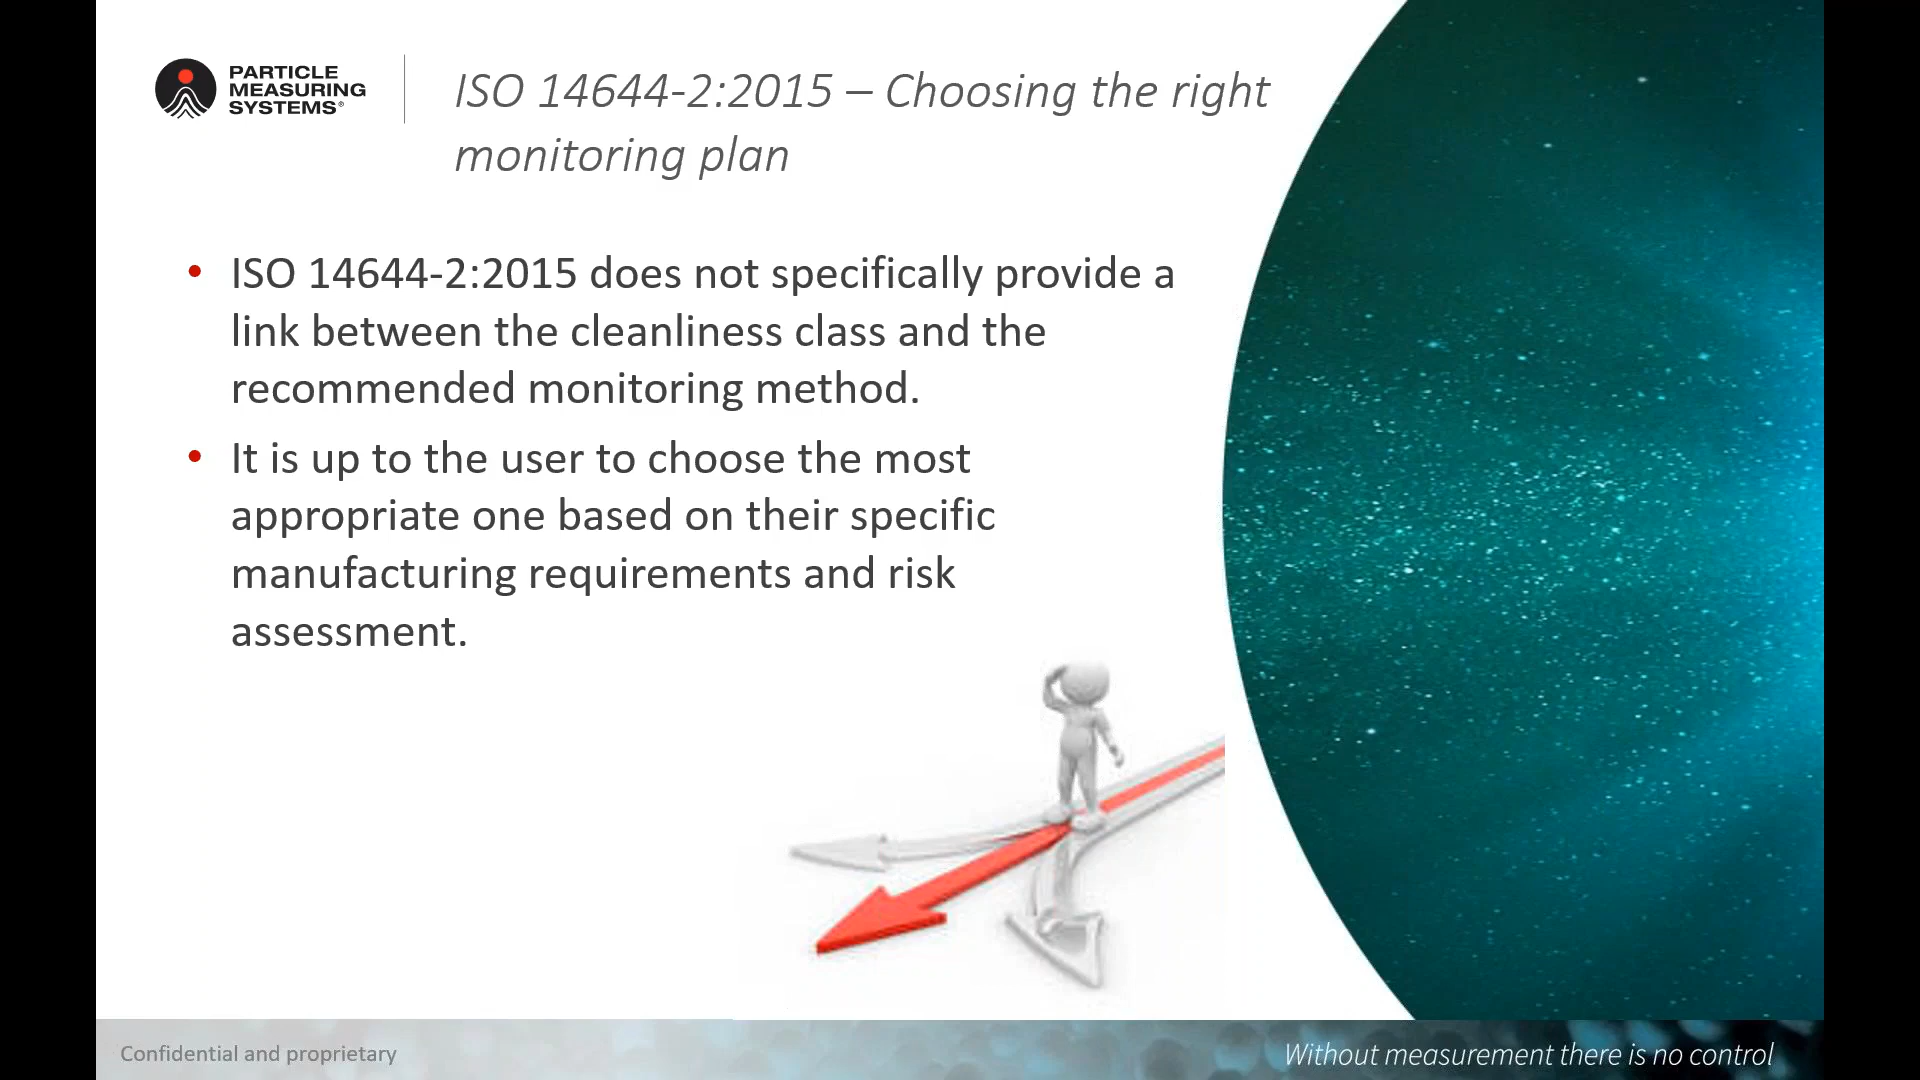 PARTICLE
MEASURING
SYSTEMS®
ISO 14644-2:2015 – Choosing the right
monitoring plan
• ISO 14644-2:2015 does not specifically provide a
link between the cleanliness class and the
recommended monitoring method.
• It is up to the user to choose the most
appropriate one based on their specific
manufacturing requirements and risk
assessment.
Confidential and proprietary
Without measurement there is no control